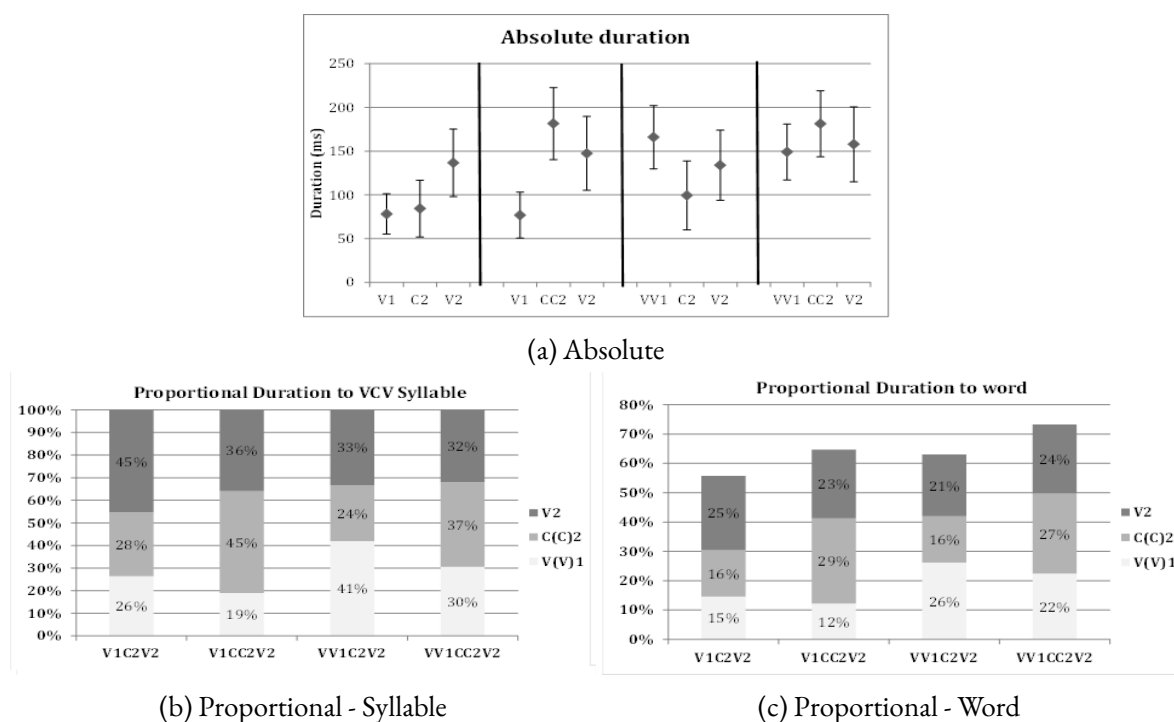 Absolute duration
Duration (ms)
250
200
150
100
50
0
V1 C2 V2 V1 CC2 V2 VV1 C2 V2 VV1 CC2 V2
(a) Absolute
Proportional Duration to VCV Syllable
100%
90%
80%
70%
60%
50%
40%
30%
20%
10%
0%
45% 36% 33% 32%
28% 45% 24% 37%
26% 19% 41% 30%
V2
C(C)2
V(V)1
V1C2V2 V1CC2V2 VV1C2V2 VV1CC2V2
(b) Proportional - Syllable
Proportional Duration to word
80%
70%
60%
50%
40%
30%
20%
10%
0%
25% 23% 21% 24%
16% 29% 16% 27%
15% 12% 26% 22%
V2
C(C)2
V(V)1
V1C2V2 V1CC2V2 VV1C2V2 VV1CC2V2
(c) Proportional - Word